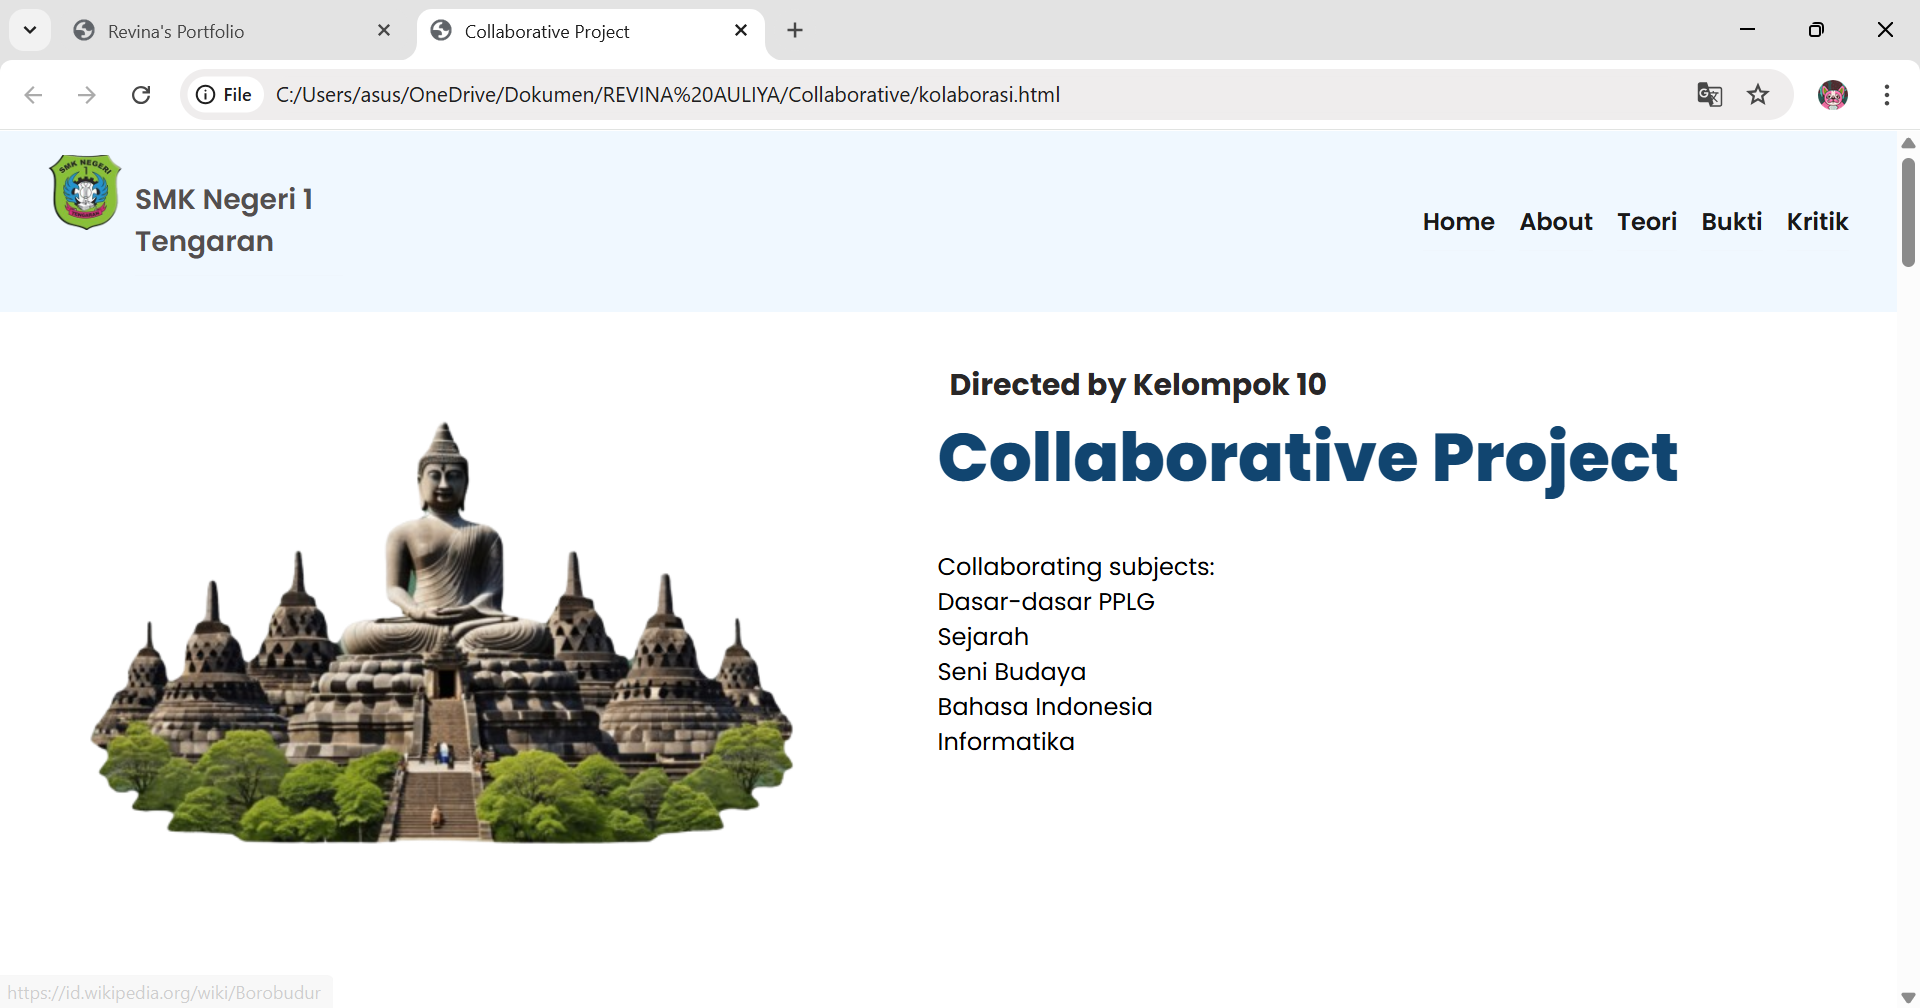 Revina's Portfolio
Collaborative Project
File
C:/Users/asus/OneDrive/Dokumen/REVINA%20AULIYA/Collaborative/kolaborasi.html
SMK NEGERI
1
TENGARAN
SMK Negeri 1
Tengaran
Home
About
Teori
Bukti
Kritik
Directed by Kelompok 10
Collaborative Project
Collaborating subjects:
Dasar-dasar PPLG
Sejarah
Seni Budaya
Bahasa Indonesia
Informatika
https://id.wikipedia.org/wiki/Borobudur